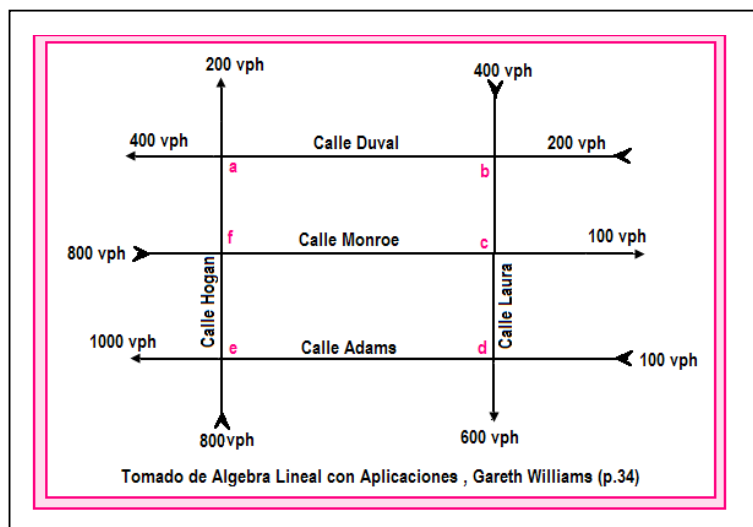 200 vph
400 vph
400 vph
Calle Duval
200 vph
a
b
f
Calle Monroe
c
100 vph
800 vph
Calle Hogan
Calle Laura
1000 vph
e
Calle Adams
d
100 vph
800vph
600 vph
Tomado de Algebra Lineal con Aplicaciones , Gareth Williams (p.34)